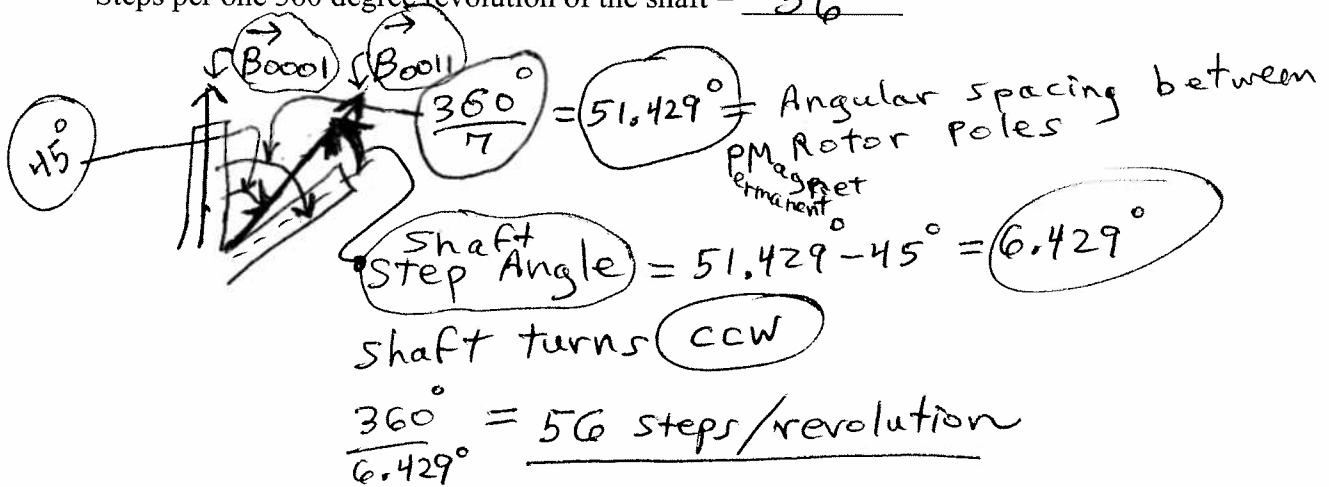 Steps per one 360 degree revolution of the shaft = 56
B0001 B0011
45° 360°/7 = 51.429° = Angular spacing between
PM Rotor Poles
Permanent Magnet
Shaft
Step Angle = 51.429° - 45° = 6.429°
shaft turns CCW
360°/6.429° = 56 steps/revolution